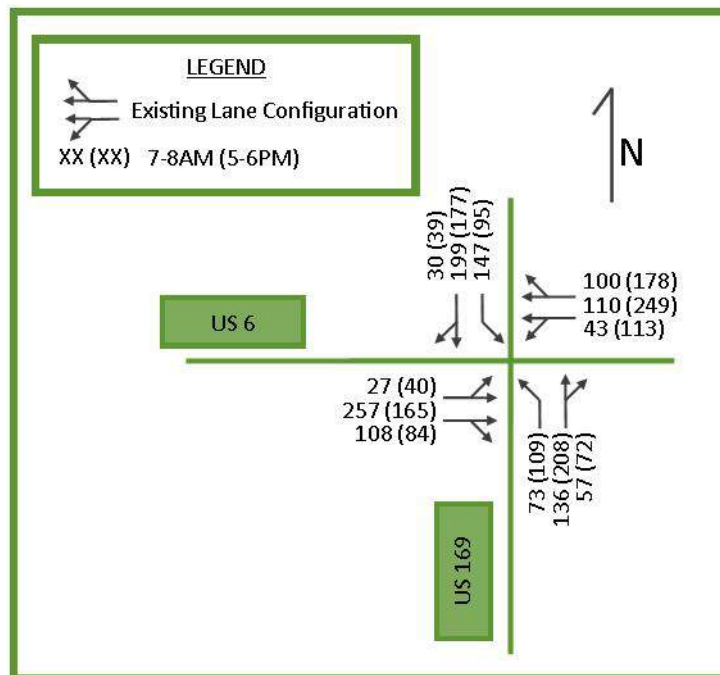 LEGEND
Existing Lane Configuration
XX (XX) 7-8AM (5-6PM)
N
30 (39)
199 (177)
147 (95)
100 (178)
110 (249)
43 (113)
US 6
27 (40)
257 (165)
108 (84)
73 (109)
136 (208)
57 (72)
US 169